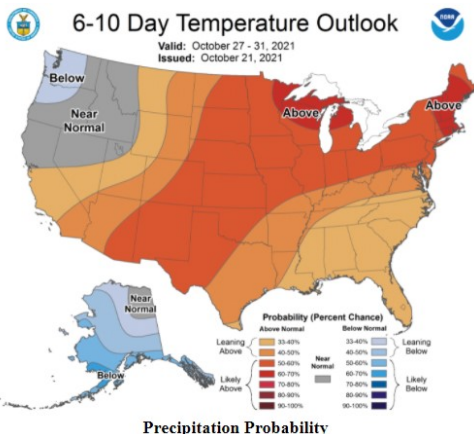 6-10 Day Temperature Outlook
Valid: October 27 - 31, 2021
Issued: October 21, 2021
NOAA
Below
Near
Normal
Above
Above
Near
Normal
Below
Probability (Percent Chance)
Above Normal
Below Normal
Leaning
Above
33-40%
40-50%
50-60%
60-70%
70-80%
80-90%
90-100%
Likely
Above
Near
Normal
33-40%
40-50%
50-60%
60-70%
70-80%
80-90%
90-100%
Leaning
Below
Likely
Below
Precipitation Probability